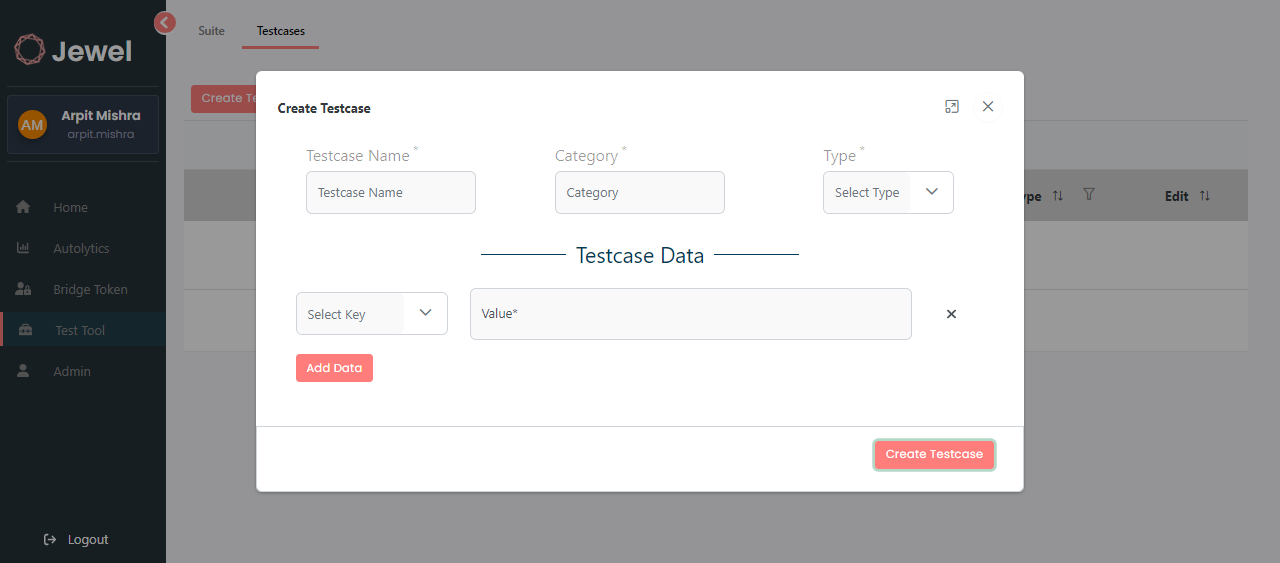 Jewel
AM
Arpit Mishra
arpit.mishra
Home
Autolytics
Bridge Token
Test Tool
Admin
Logout
Suite
Testcases
Create Te
Create Testcase
Testcase Name *
Category *
Type *
Testcase Name
Category
Select Type
ype
Edit
Testcase Data
Select Key
Value*
Add Data
Create Testcase